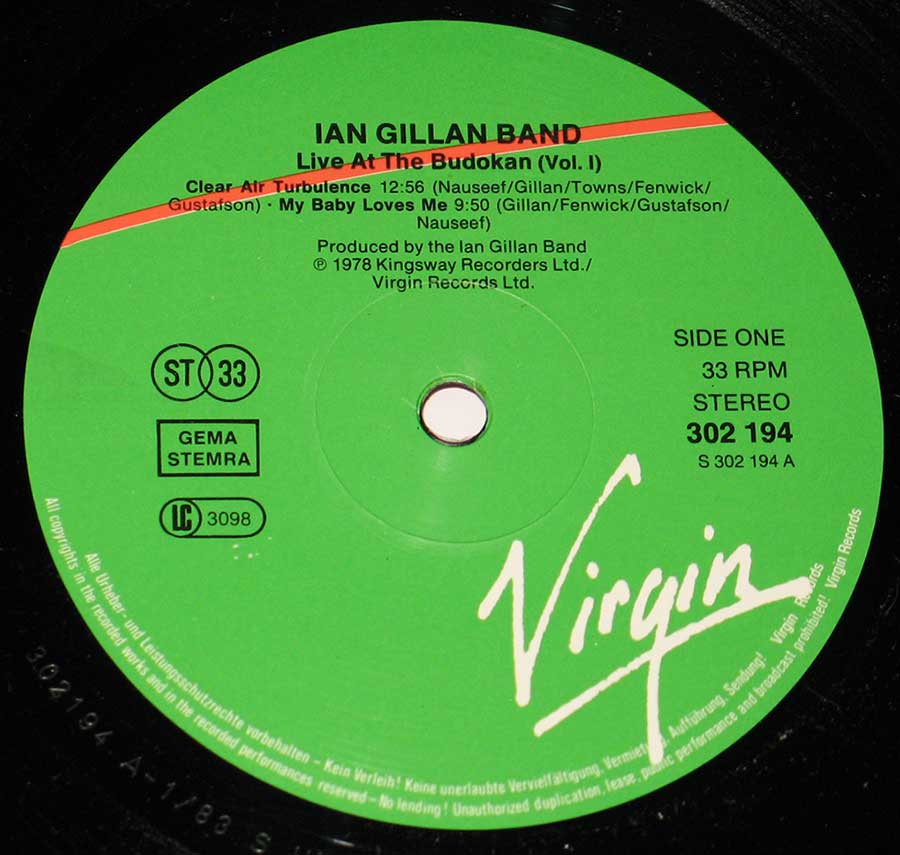 IAN GILLAN BAND
Live At The Budokan (Vol. I)
Clear Air Turbulence 12:56 (Nauseef/Gillan/Towns/Fenwick/
Gustafson) · My Baby Loves Me 9:50 (Gillan/Fenwick/Gustafson/
Nauseef)
Produced by the Ian Gillan Band
℗ 1978 Kingsway Recorders Ltd./
Virgin Records Ltd.
ST 33
GEMA
STEMRA
LC 3098
SIDE ONE
33 RPM
STEREO
302 194
S 302 194 A
Virgin
Alle Urheber- und Leistungsschutzrechte vorbehalten – Kein Verleih! Keine unerlaubte Vervielfältigung, Vermietung, Aufführung, Sendung! Virgin Records
All copyrights in the recorded works and in the recorded performances reserved – No lending! Unauthorized duplication, lease, public performance and broadcast prohibited! Virgin Records
302194 A-1/83 S